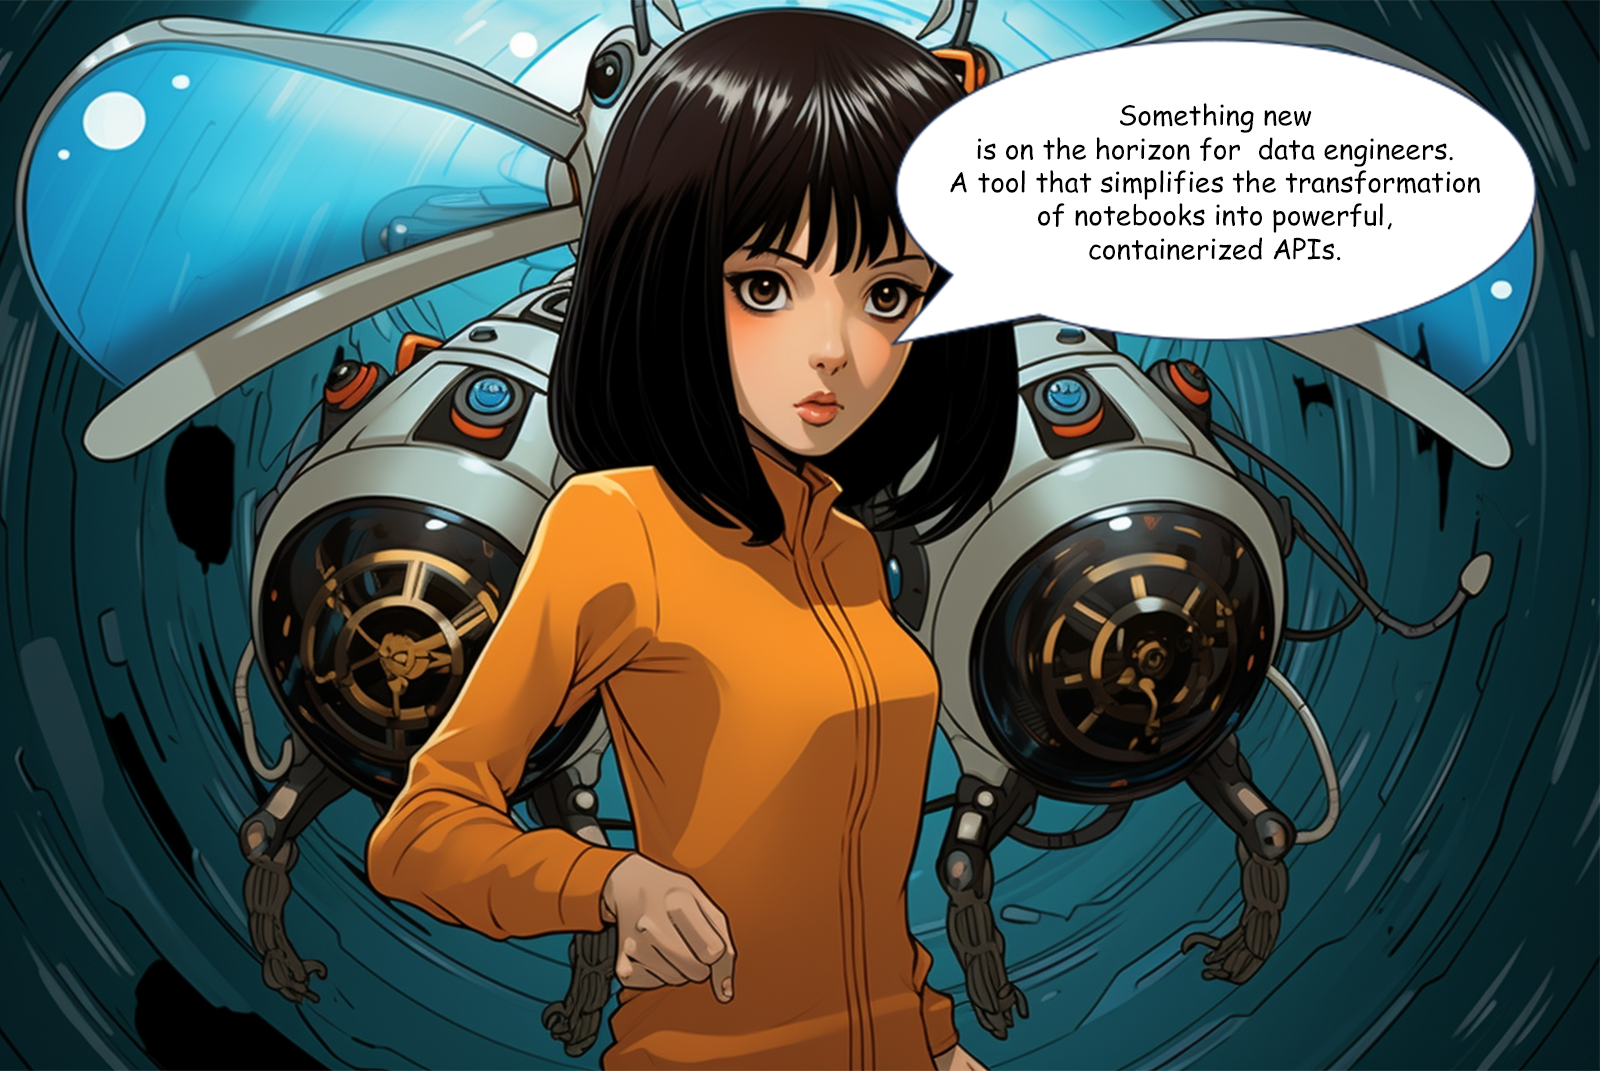 Something new
is on the horizon for  data engineers.
A tool that simplifies the transformation
of notebooks into powerful,
containerized APIs.